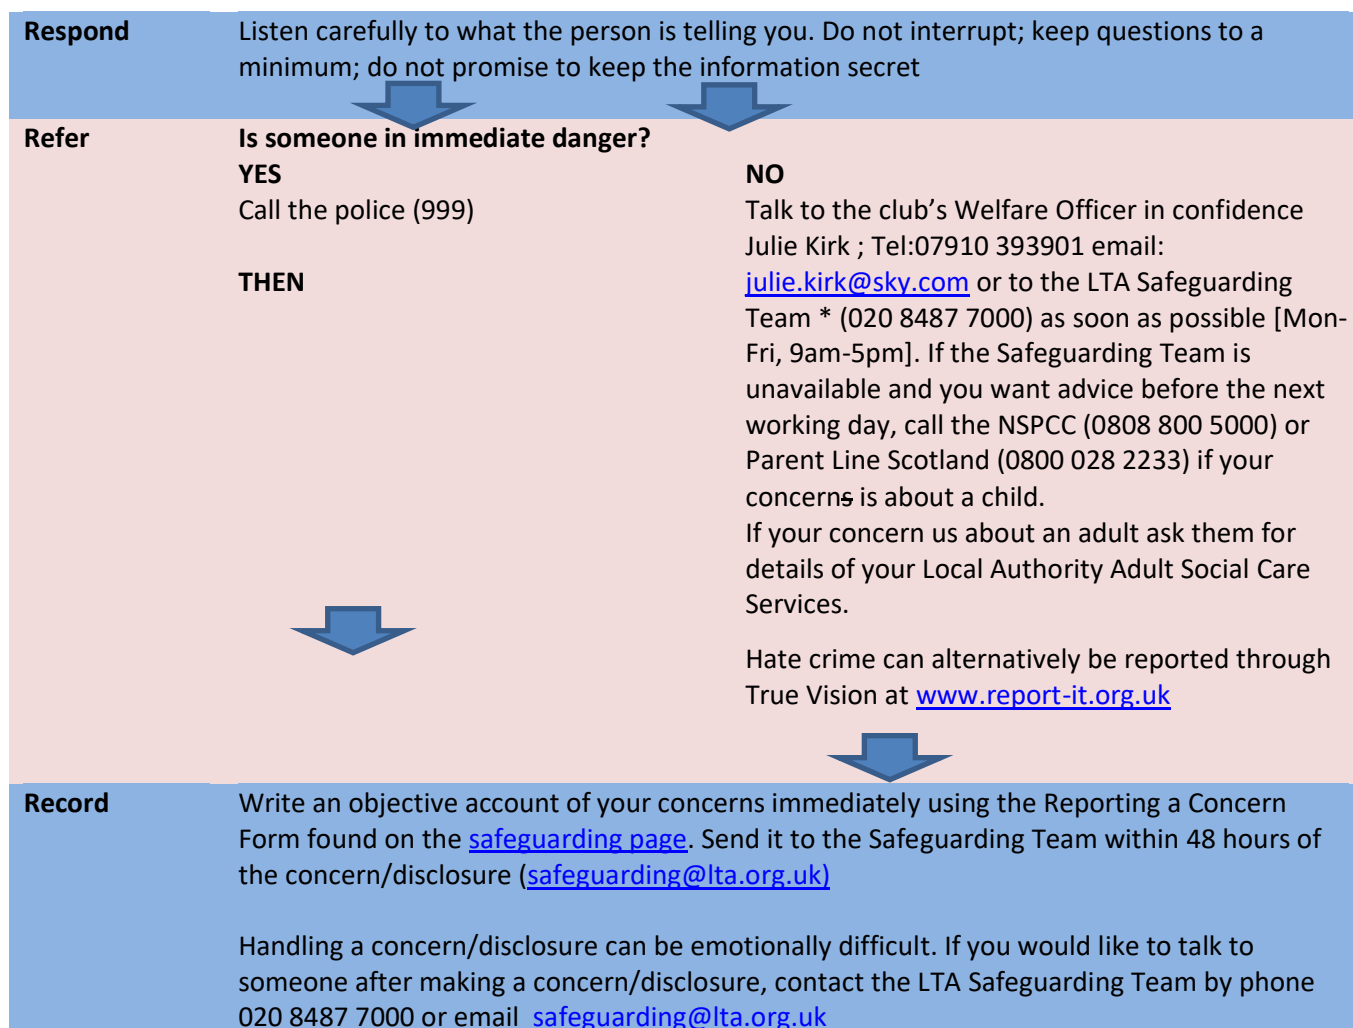 Respond
Listen carefully to what the person is telling you. Do not interrupt; keep questions to a
minimum; do not promise to keep the information secret
Refer
Is someone in immediate danger?
YES
Call the police (999)
THEN
NO
Talk to the club's Welfare Officer in confidence
Julie Kirk ; Tel:07910 393901 email:
julie.kirk@sky.com or to the LTA Safeguarding
Team * (020 8487 7000) as soon as possible [Mon-
Fri, 9am-5pm]. If the Safeguarding Team is
unavailable and you want advice before the next
working day, call the NSPCC (0808 800 5000) or
Parent Line Scotland (0800 028 2233) if your
concerns is about a child.
If your concern us about an adult ask them for
details of your Local Authority Adult Social Care
Services.
Hate crime can alternatively be reported through
True Vision at www.report-it.org.uk
Record
Write an objective account of your concerns immediately using the Reporting a Concern
Form found on the safeguarding page. Send it to the Safeguarding Team within 48 hours of
the concern/disclosure (safeguarding@lta.org.uk)
Handling a concern/disclosure can be emotionally difficult. If you would like to talk to
someone after making a concern/disclosure, contact the LTA Safeguarding Team by phone
020 8487 7000 or email safeguarding@lta.org.uk